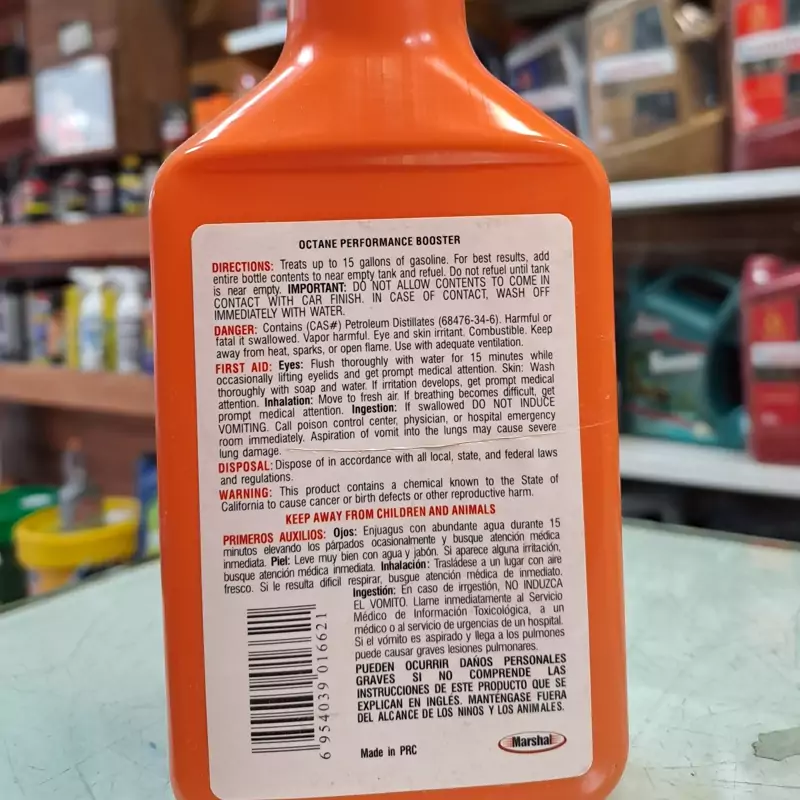 OCTANE PERFORMANCE BOOSTER
DIRECTIONS: Treats up to 15 gallons of gasoline. For best results, add
entire bottle contents to near empty tank and refuel. Do not refuel until tank
is near empty. IMPORTANT: DO NOT ALLOW CONTENTS TO COME IN
CONTACT WITH CAR FINISH. IN CASE OF CONTACT, WASH OFF
IMMEDIATELY WITH WATER.
DANGER: Contains (CAS#) Petroleum Distillates (68476-34-6). Harmful or
fatal it swallowed. Vapor harmful. Eye and skin irritant. Combustible. Keep
away from heat, sparks, or open flame. Use with adequate ventilation.
FIRST AID: Eyes: Flush thoroughly with water for 15 minutes while
occasionally lifting eyelids and get prompt medical attention. Skin: Wash
thoroughly with soap and water. If irritation develops, get prompt medical
attention. Inhalation: Move to fresh air. If breathing becomes difficult, get
prompt medical attention. Ingestion: If swallowed DO NOT INDUCE
VOMITING. Call poison control center, physician, or hospital emergency
room immediately. Aspiration of vomit into the lungs may cause severe
lung damage.
DISPOSAL: Dispose of in accordance with all local, state, and federal laws
and regulations.
WARNING: This product contains a chemical known to the State of
California to cause cancer or birth defects or other reproductive harm.
KEEP AWAY FROM CHILDREN AND ANIMALS
PRIMEROS AUXILIOS: Ojos: Enjuagus con abundante agua durante 15
minutos elevando los párpados ocasionalmente y busque atención médica
inmediata. Piel: Leve muy bien con agua y jabón. Si aparece alguna irritación,
busque atención médica inmediata. Inhalación: Trasládese a un lugar con aire
fresco. Si le resulta dificil respirar, busgue atención médica de inmediato.
Ingestión: En caso de irrgestión, NO INDUZCA
EL VOMITO. Llame inmediatamente al Servicio
Médico de Información Toxicológica, a un
médico o al servicio de urgencias de un hospital.
Si el vómito es aspirado y llega a los pulmones
puede causar graves lesiones pulmonares.
PUEDEN OCURRIR DAÑOS PERSONALES
GRAVES SI NO COMPRENDE LAS
INSTRUCCIONES DE ESTE PRODUCTO QUE SE
EXPLICAN EN INGLÉS. MANTÉNGASE FUERA
DEL ALCANCE DE LOS NINOS Y LOS ANIMALES.
6 954039 016621
Made in PRC
Marshal